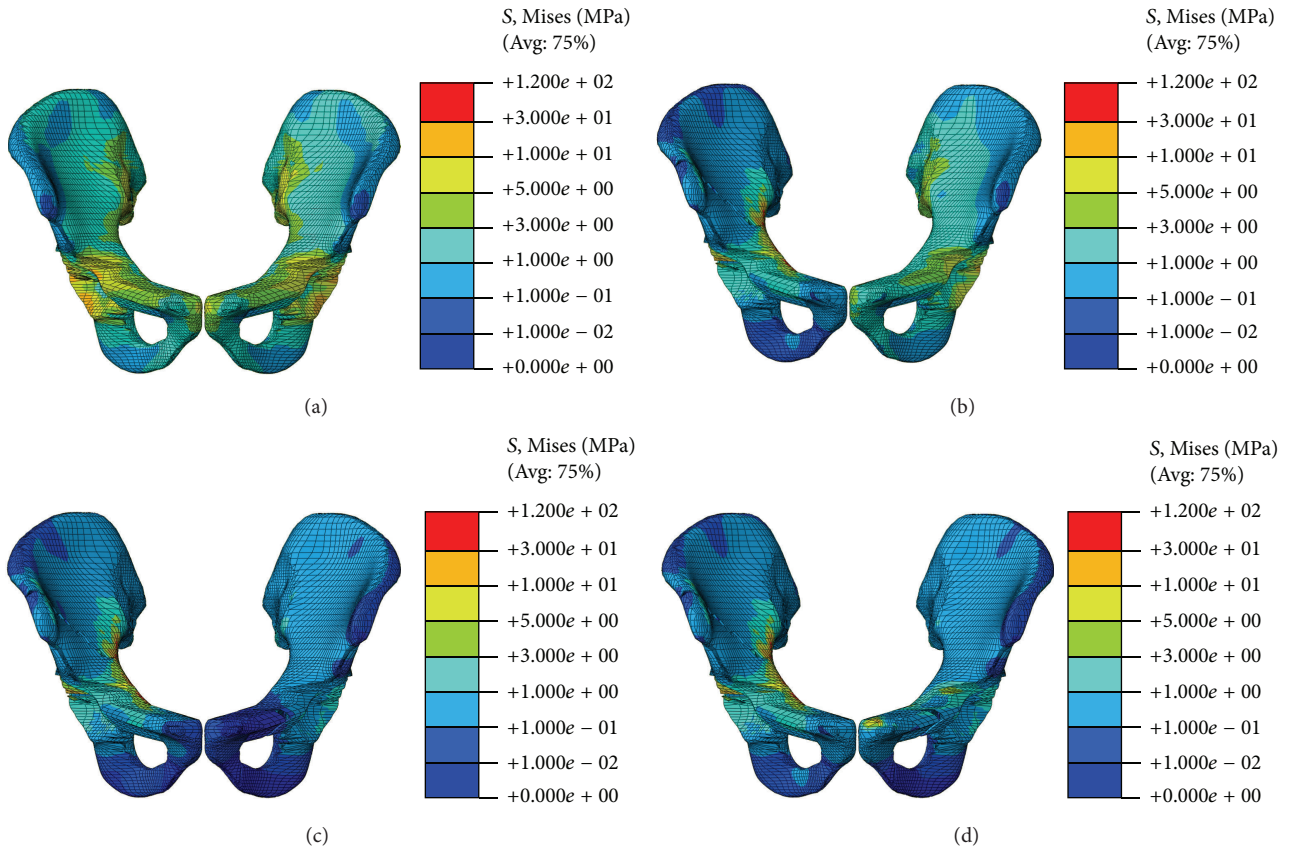 S, Mises (MPa)
(Avg: 75%)
+1.200e + 02
+3.000e + 01
+1.000e + 01
+5.000e + 00
+3.000e + 00
+1.000e + 00
+1.000e − 01
+1.000e − 02
+0.000e + 00
(a)
S, Mises (MPa)
(Avg: 75%)
+1.200e + 02
+3.000e + 01
+1.000e + 01
+5.000e + 00
+3.000e + 00
+1.000e + 00
+1.000e − 01
+1.000e − 02
+0.000e + 00
(b)
S, Mises (MPa)
(Avg: 75%)
+1.200e + 02
+3.000e + 01
+1.000e + 01
+5.000e + 00
+3.000e + 00
+1.000e + 00
+1.000e − 01
+1.000e − 02
+0.000e + 00
(c)
S, Mises (MPa)
(Avg: 75%)
+1.200e + 02
+3.000e + 01
+1.000e + 01
+5.000e + 00
+3.000e + 00
+1.000e + 00
+1.000e − 01
+1.000e − 02
+0.000e + 00
(d)